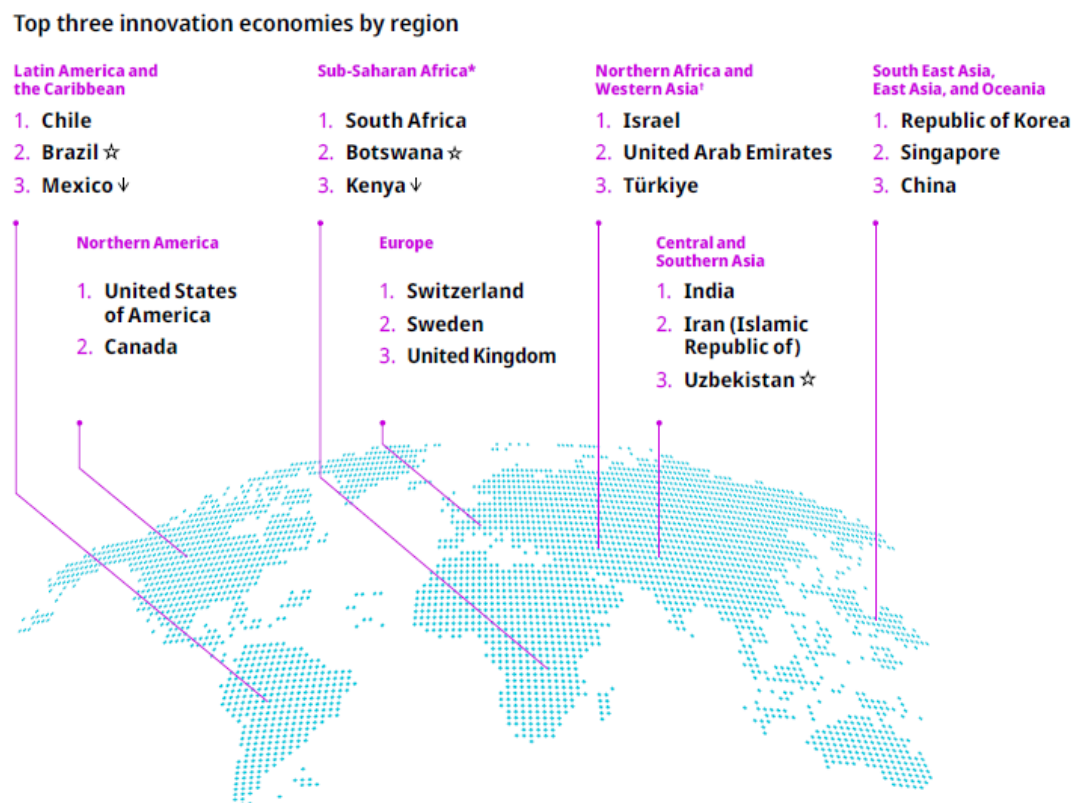 Top three innovation economies by region
Latin America and
the Caribbean
1. Chile
2. Brazil ☆
3. Mexico ↓
Sub-Saharan Africa*
1. South Africa
2. Botswana ☆
3. Kenya ↓
Northern Africa and
Western Asia†
1. Israel
2. United Arab Emirates
3. Türkiye
South East Asia,
East Asia, and Oceania
1. Republic of Korea
2. Singapore
3. China
Northern America
1. United States
of America
2. Canada
Europe
1. Switzerland
2. Sweden
3. United Kingdom
Central and
Southern Asia
1. India
2. Iran (Islamic
Republic of)
3. Uzbekistan ☆